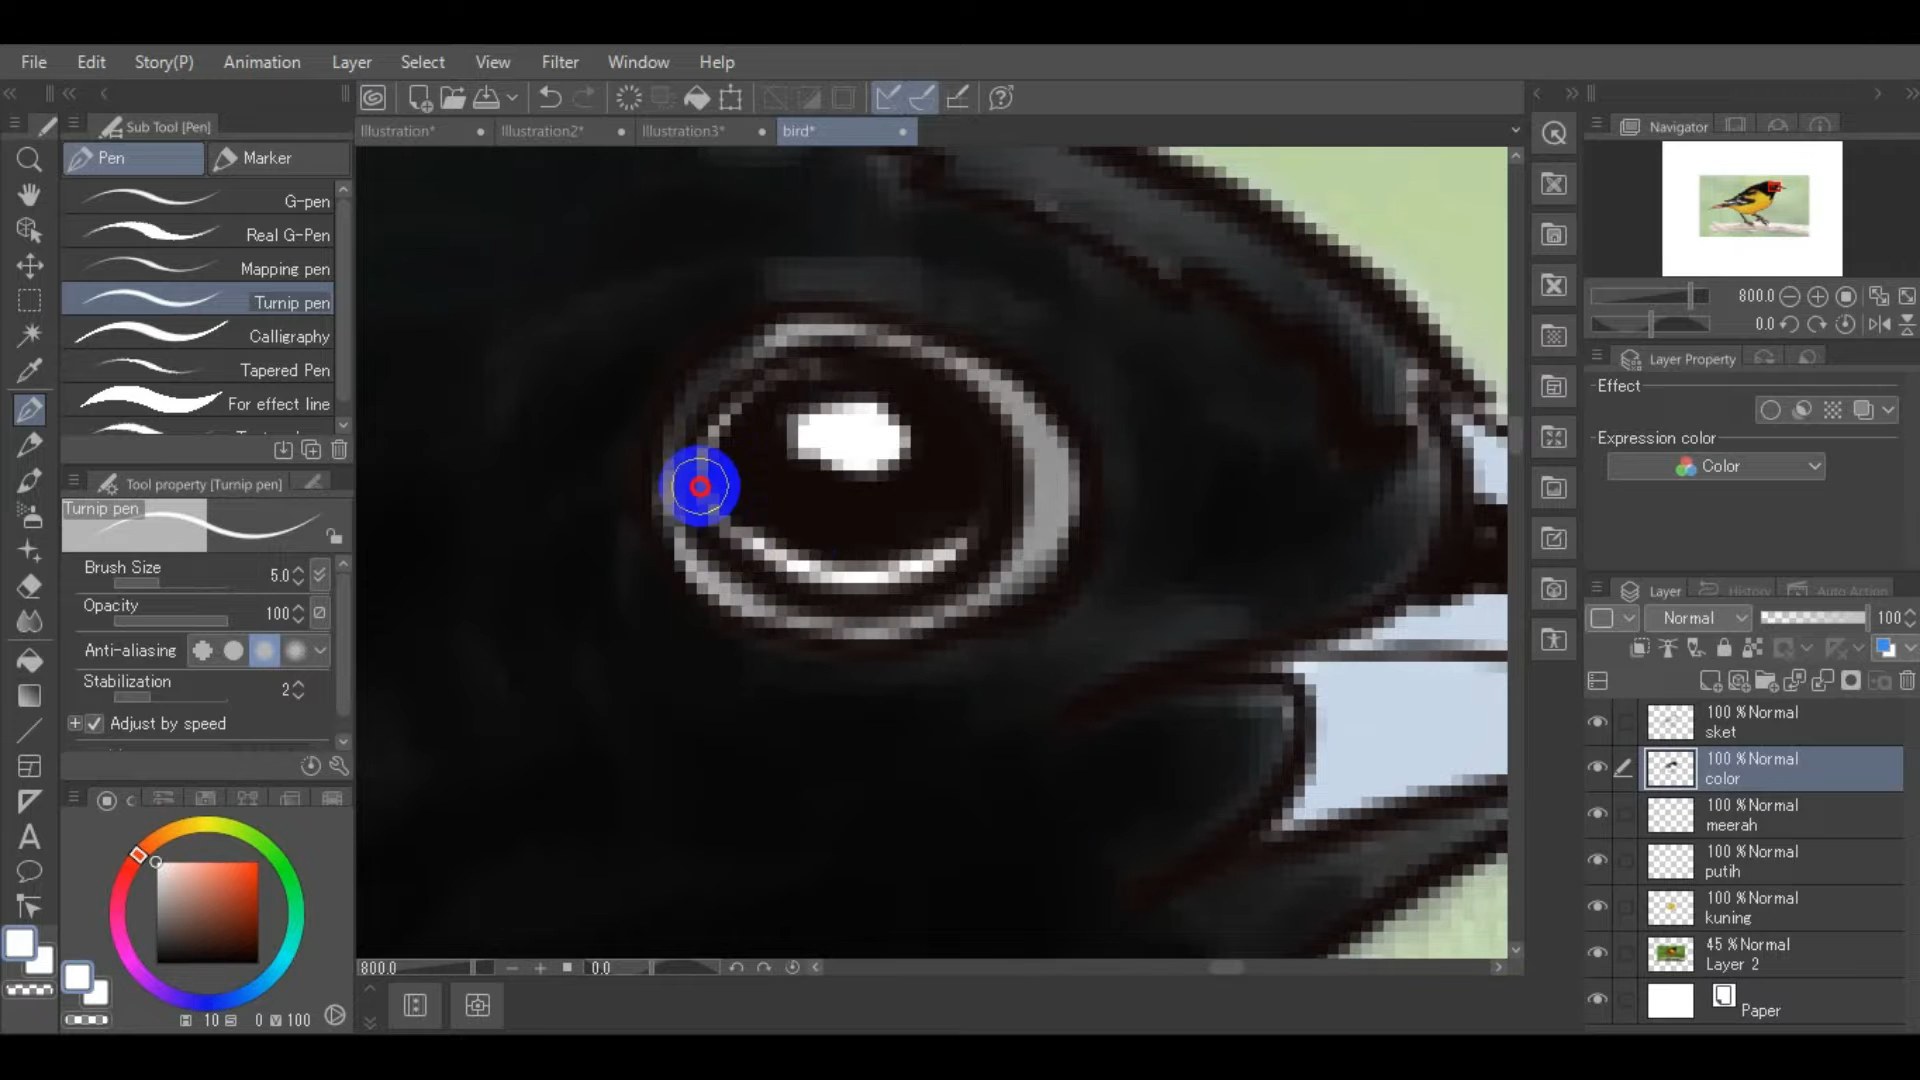 File Edit Story(P) Animation Layer Select View Filter Window Help
Sub Tool [Pen]
Illustration* Illustration2* Illustration3* bird*
Navigator
Pen Marker
G-pen
Real G-Pen
Mapping pen
Turnip pen
Calligraphy
Tapered Pen
For effect line
800.0
0.0
Layer Property
Effect
Expression color
Color
Tool property [Turnip pen]
Turnip pen
Brush Size 5.0
Opacity 100
Anti-aliasing
Stabilization 2
Adjust by speed
Layer History Auto Action
Normal 100
100 %Normal
sket
100 %Normal
color
100 %Normal
meerah
100 %Normal
putih
100 %Normal
kuning
45 %Normal
Layer 2
Paper
800.0 0.0
H 10 S 0 V 100